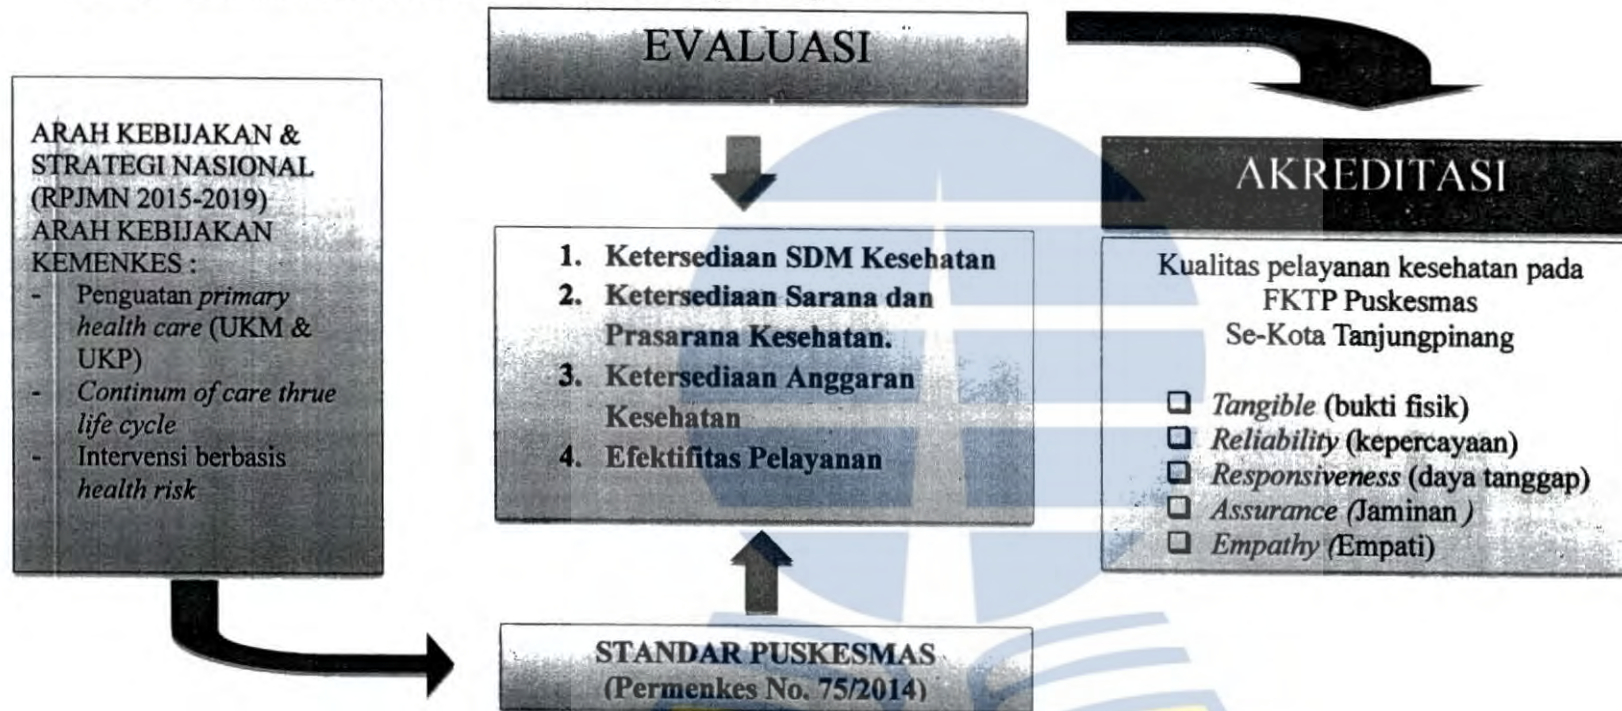 EVALUASI
ARAH KEBIJAKAN &
STRATEGI NASIONAL
(RPJMN 2015-2019)
ARAH KEBIJAKAN
KEMENKES :
- Penguatan primary
health care (UKM &
UKP)
- Continum of care thrue
life cycle
- Intervensi berbasis
health risk
1. Ketersediaan SDM Kesehatan
2. Ketersediaan Sarana dan
Prasarana Kesehatan.
3. Ketersediaan Anggaran
Kesehatan
4. Efektifitas Pelayanan
STANDAR PUSKESMAS
(Permenkes No. 75/2014)
AKREDITASI
Kualitas pelayanan kesehatan pada
FKTP Puskesmas
Se-Kota Tanjungpinang
❑ Tangible (bukti fisik)
❑ Reliability (kepercayaan)
❑ Responsiveness (daya tanggap)
❑ Assurance (Jaminan )
❑ Empathy (Empati)